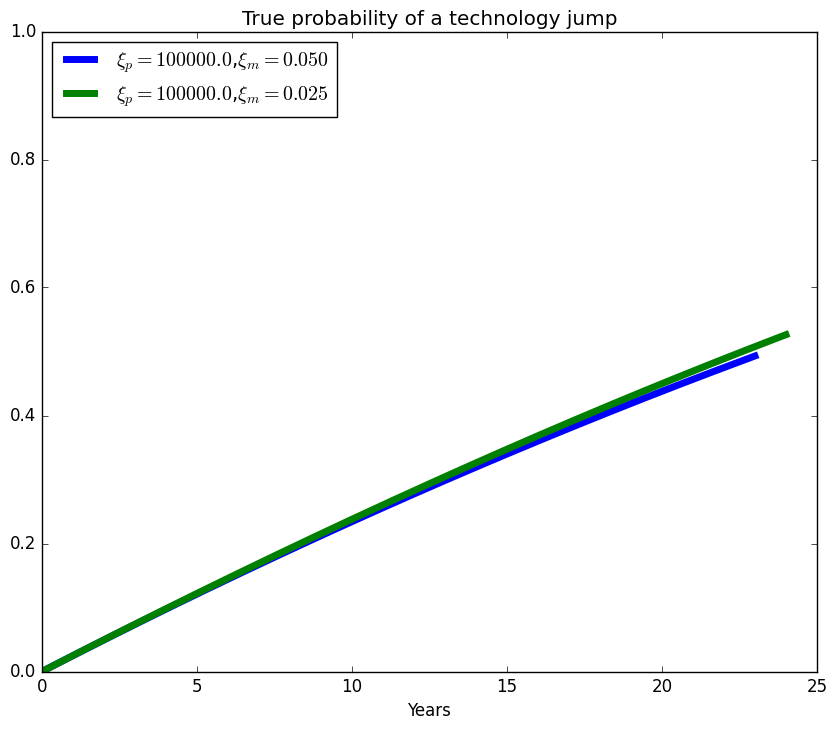 True probability of a technology jump
ξp = 100000.0,ξm = 0.050
ξp = 100000.0,ξm = 0.025
1.0
0.8
0.6
0.4
0.2
0.0
0 5 10 15 20 25
Years